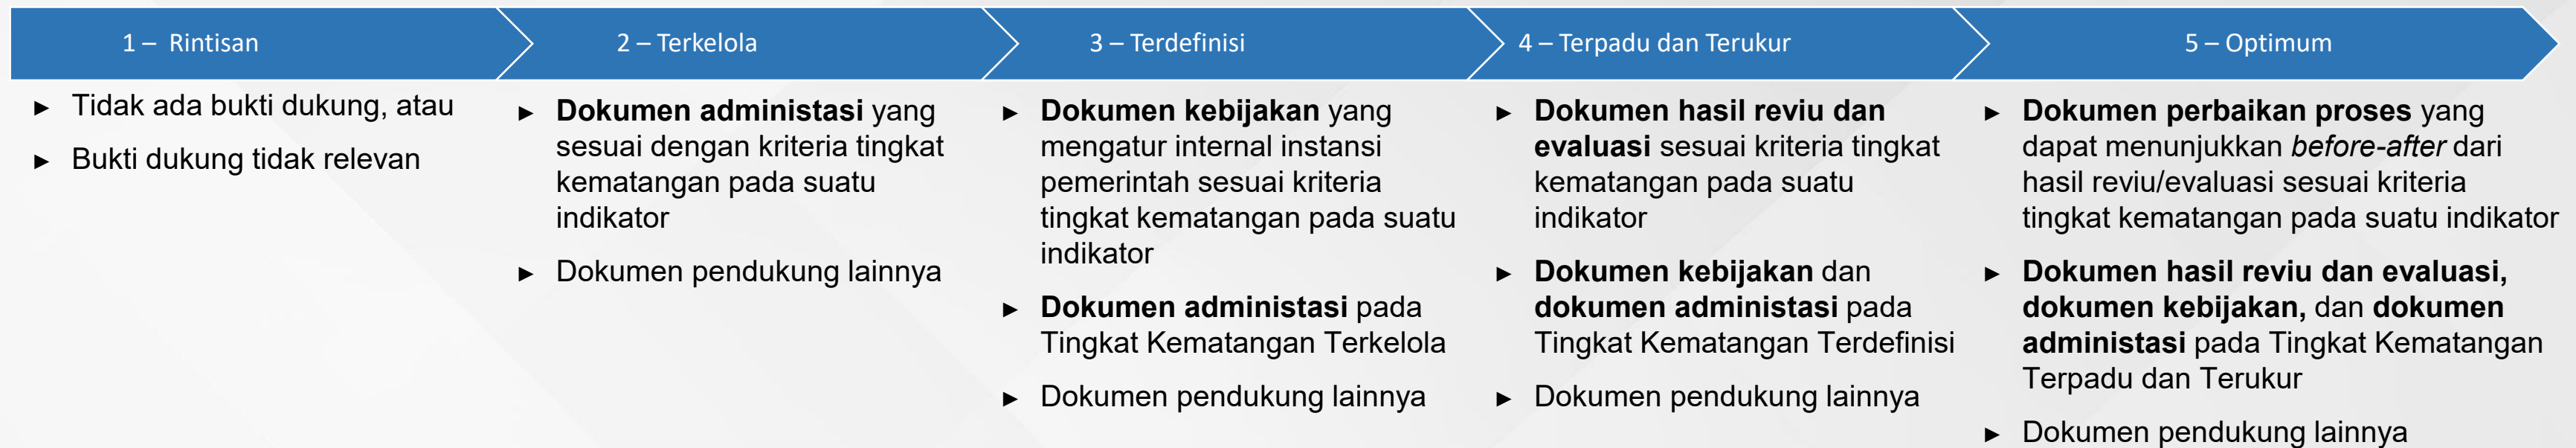 1 – Rintisan
2 – Terkelola
3 – Terdefinisi
4 – Terpadu dan Terukur
5 – Optimum
► Tidak ada bukti dukung, atau
► Bukti dukung tidak relevan
► Dokumen administasi yang
sesuai dengan kriteria tingkat
kematangan pada suatu
indikator
► Dokumen pendukung lainnya
► Dokumen kebijakan yang
mengatur internal instansi
pemerintah sesuai kriteria
tingkat kematangan pada suatu
indikator
► Dokumen administasi pada
Tingkat Kematangan Terkelola
► Dokumen pendukung lainnya
► Dokumen hasil reviu dan
evaluasi sesuai kriteria tingkat
kematangan pada suatu
indikator
► Dokumen kebijakan dan
dokumen administasi pada
Tingkat Kematangan Terdefinisi
► Dokumen pendukung lainnya
► Dokumen perbaikan proses yang
dapat menunjukkan before-after dari
hasil reviu/evaluasi sesuai kriteria
tingkat kematangan pada suatu indikator
► Dokumen hasil reviu dan evaluasi,
dokumen kebijakan, dan dokumen
administasi pada Tingkat Kematangan
Terpadu dan Terukur
► Dokumen pendukung lainnya